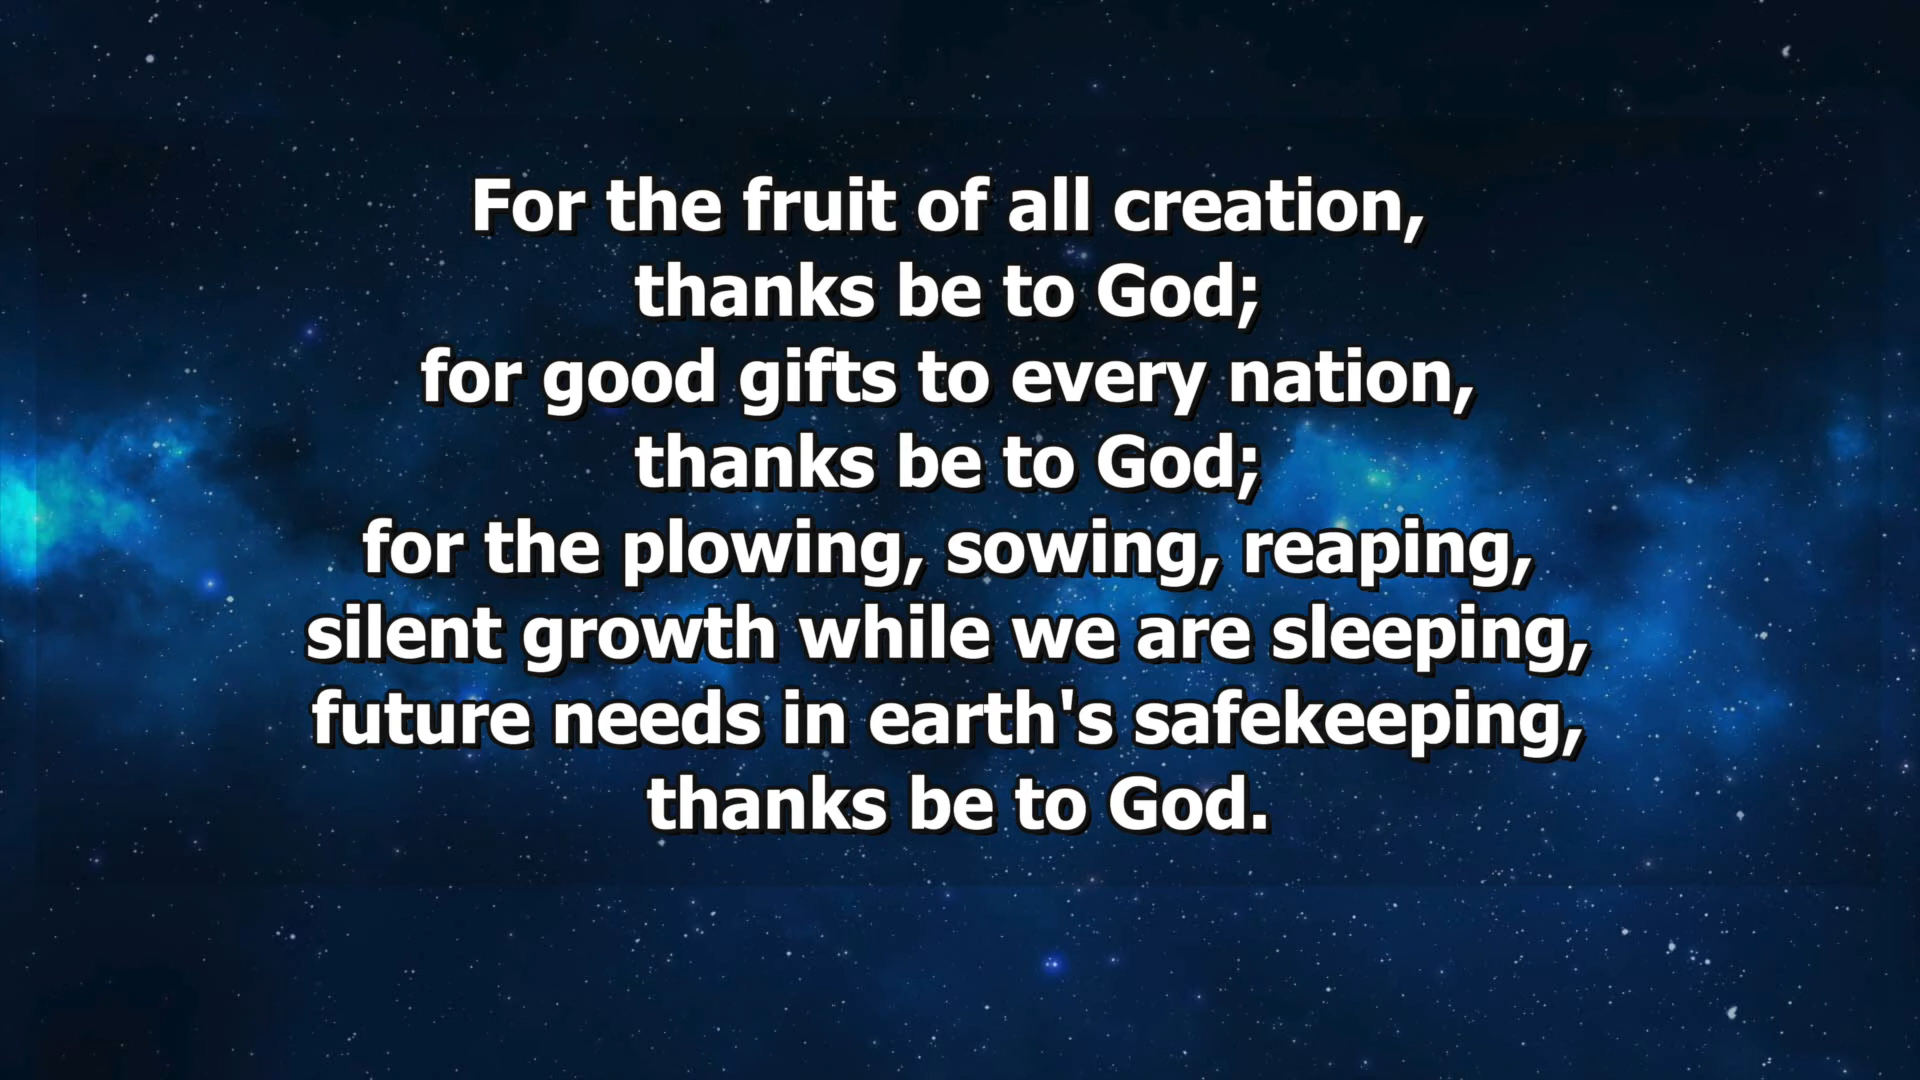 For the fruit of all creation,
thanks be to God;
for good gifts to every nation,
thanks be to God;
for the plowing, sowing, reaping,
silent growth while we are sleeping,
future needs in earth's safekeeping,
thanks be to God.